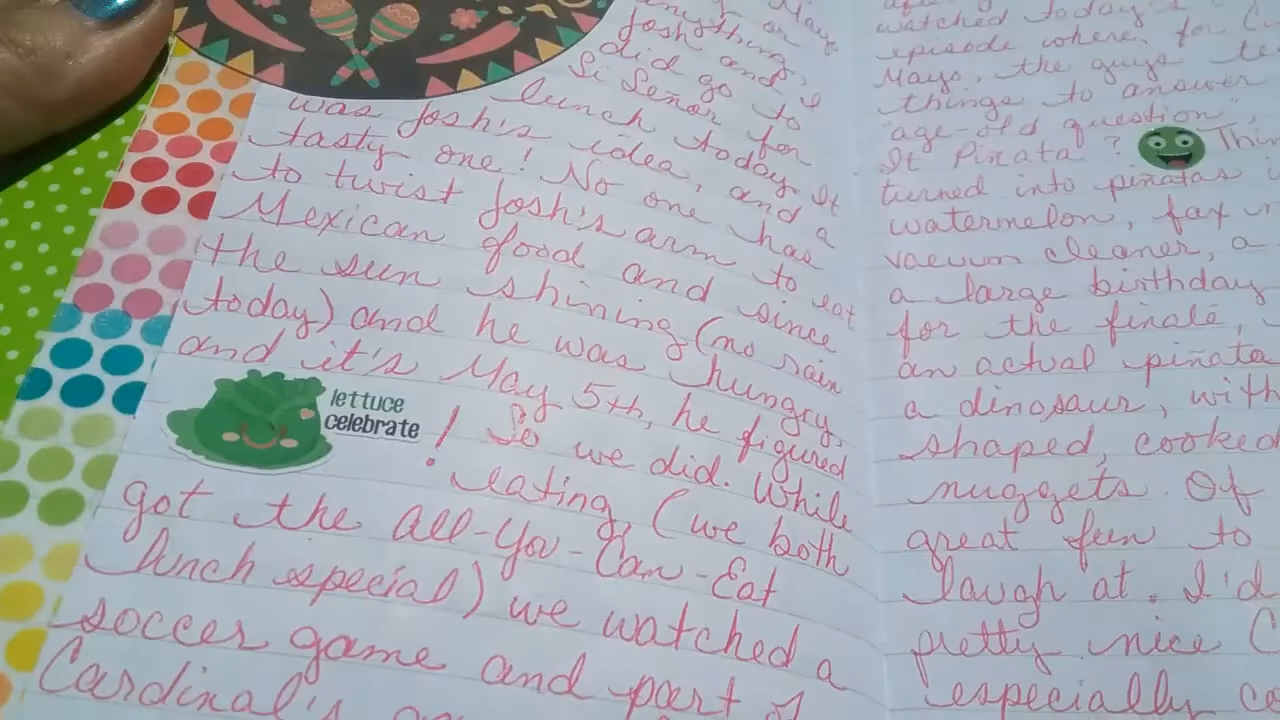 anything,
Josh and I
did go to
Si Señor for
lunch today. It
was Josh's idea, and a
tasty one! No one has
to twist Josh's arm to eat
Mexican food and since
the sun shining (no rain
today) and he was hungry,
and it's May 5th, he figured
lettuce
celebrate
! So we did. While
eating, (we both
got the All-You-Can-Eat
lunch special) we watched a
soccer game and part of
Cardinal's
watched today's
episode where, for
Mayo, the guys
things to answer
age-old question,
It Piñata?
turned into piñatas
watermelon, fax
vacuum cleaner, a
a large birthday
for the finalé,
an actual piñata
a dinosaur, with
shaped, cooked
nuggets. Of
great fun to
laugh at. I'd
pretty nice
especially